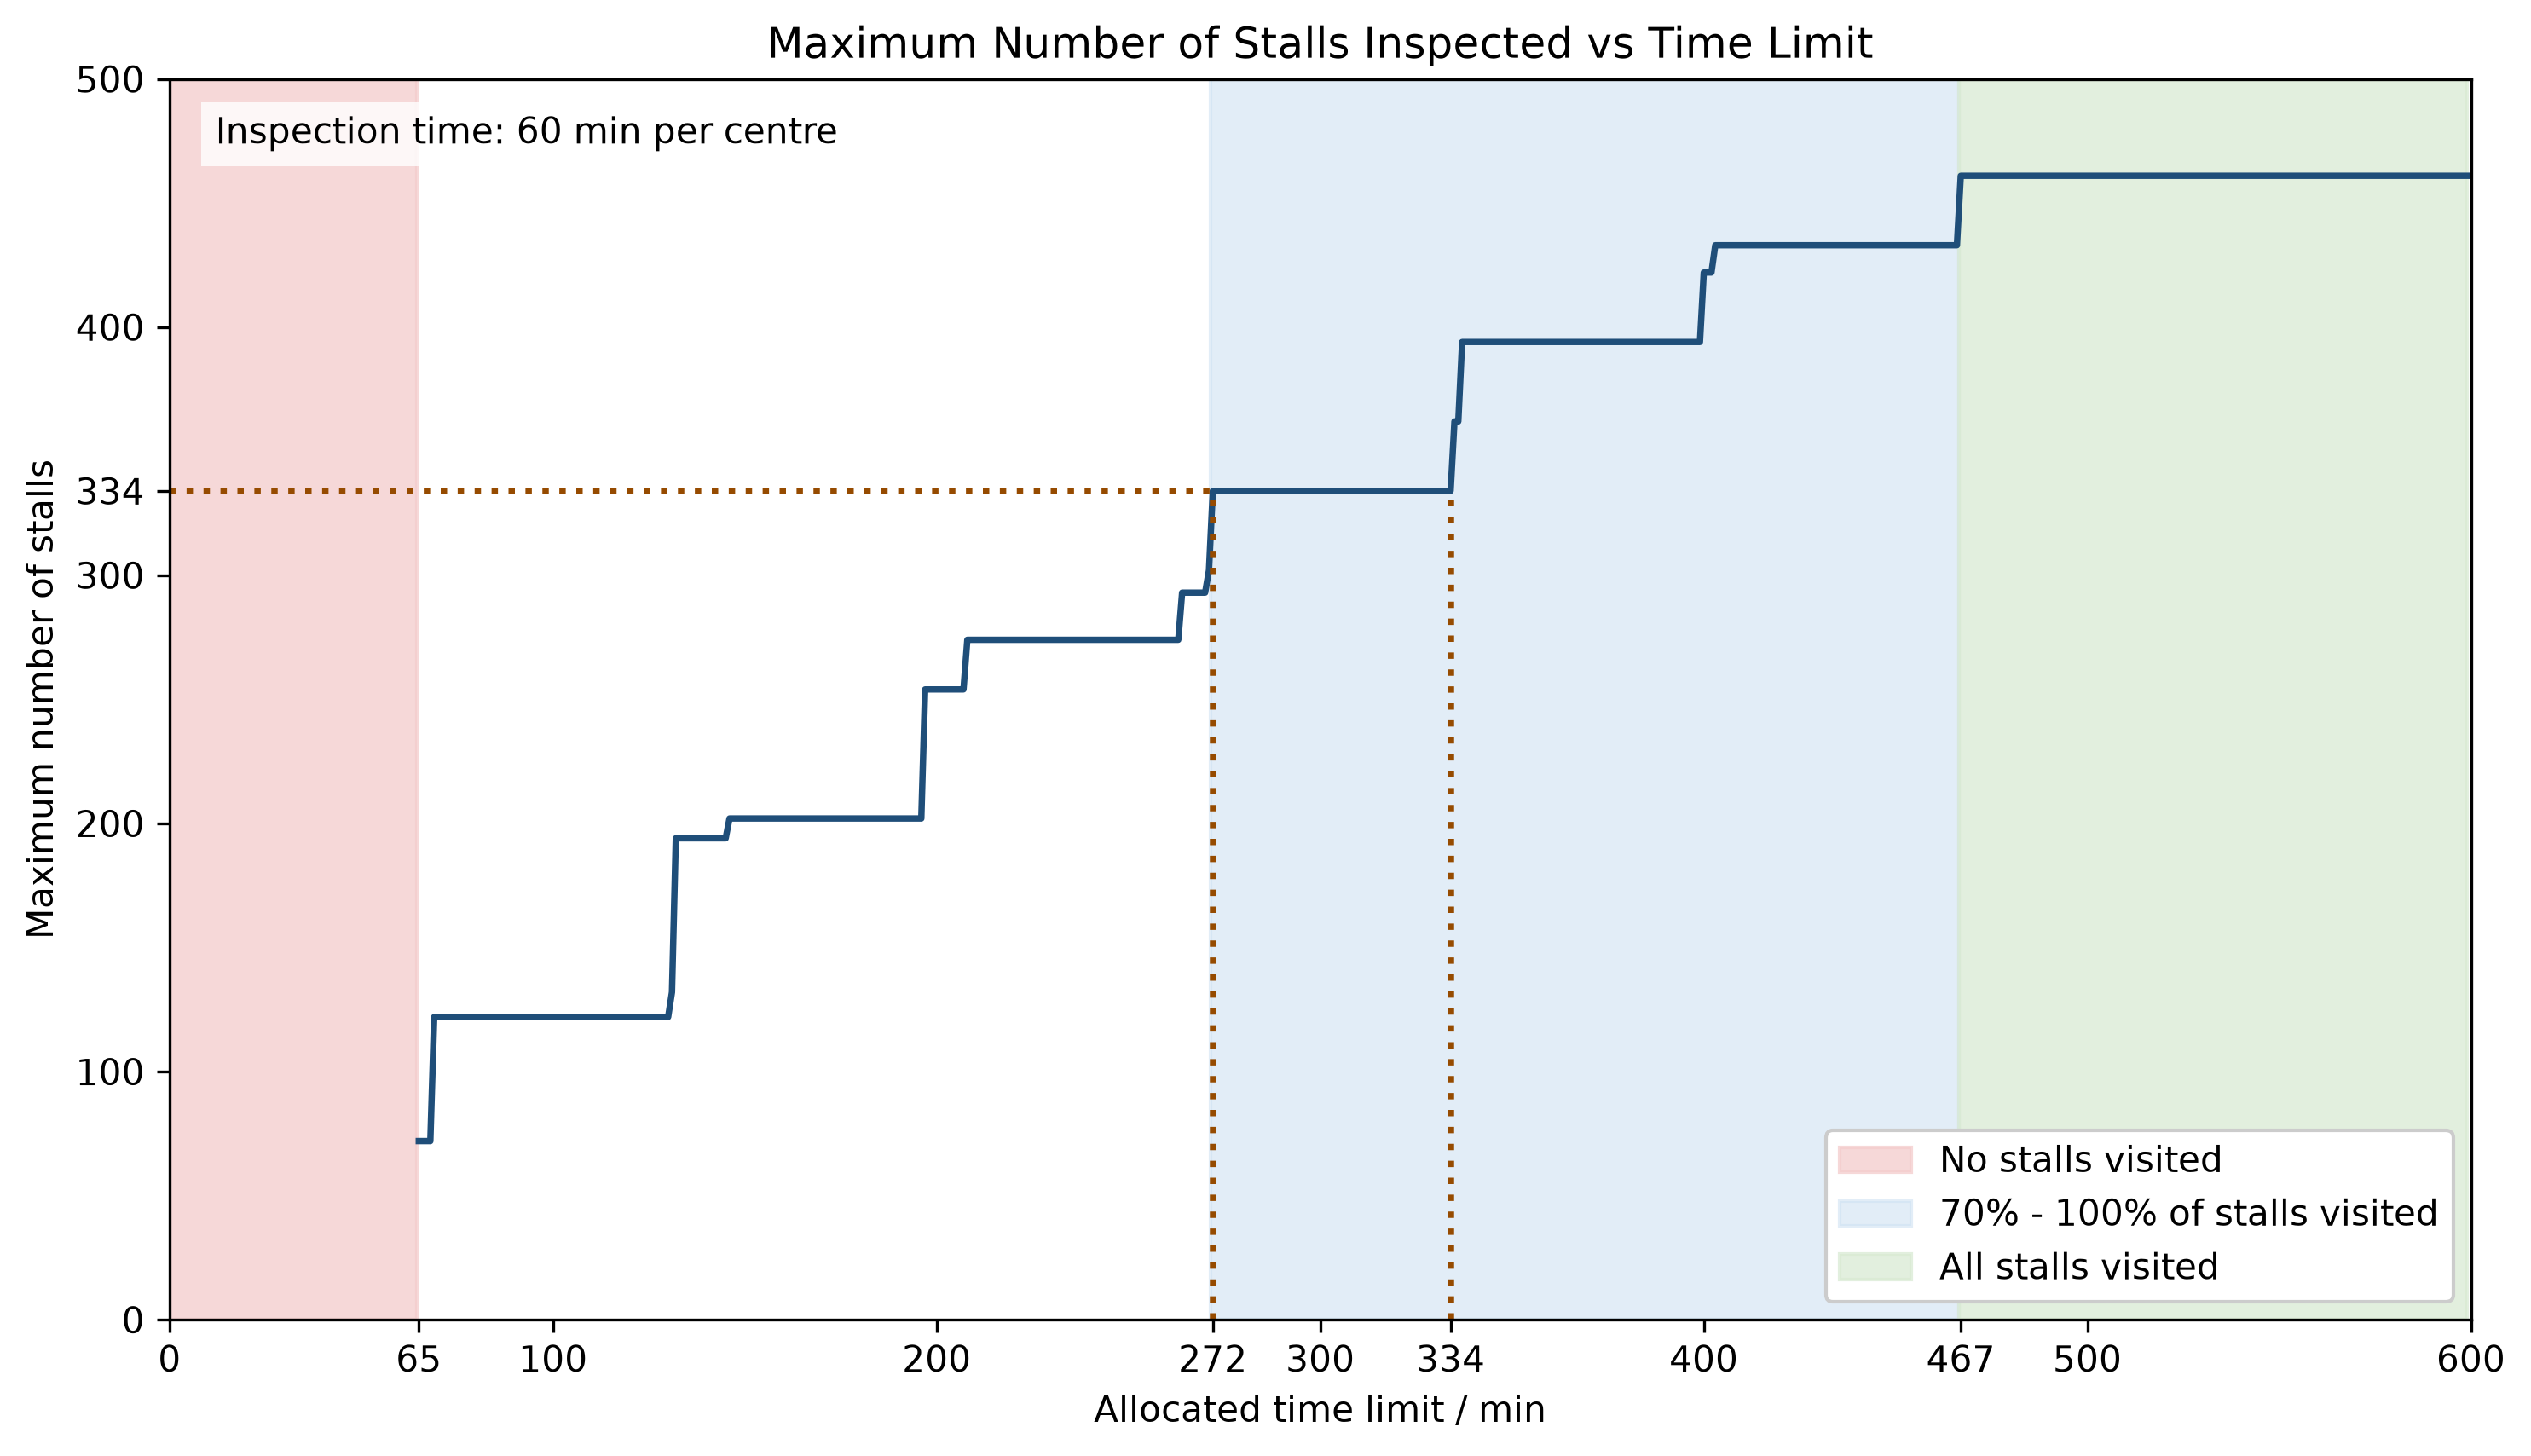 Maximum Number of Stalls Inspected vs Time Limit
Inspection time: 60 min per centre
Maximum number of stalls
500
400
334
300
200
100
0
0 65 100 200 272 300 334 400 467 500 600
Allocated time limit / min
No stalls visited
70% - 100% of stalls visited
All stalls visited